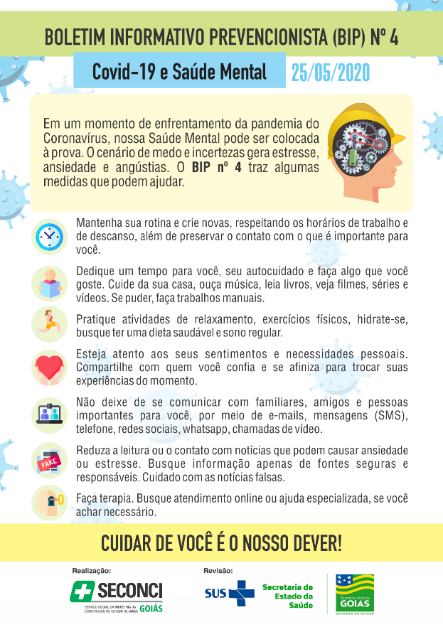 BOLETIM INFORMATIVO PREVENCIONISTA (BIP) Nº 4
Covid-19 e Saúde Mental
25/05/2020
Em um momento de enfrentamento da pandemia do
Coronavírus, nossa Saúde Mental pode ser colocada
à prova. O cenário de medo e incertezas gera estresse,
ansiedade e angústias. O BIP nº 4 traz algumas
medidas que podem ajudar.
Mantenha sua rotina e crie novas, respeitando os horários de trabalho e
de descanso, além de preservar o contato com o que é importante para
você.
Dedique um tempo para você, seu autocuidado e faça algo que você
goste. Cuide da sua casa, ouça música, leia livros, veja filmes, séries e
vídeos. Se puder, faça trabalhos manuais.
Pratique atividades de relaxamento, exercícios físicos, hidrate-se,
busque ter uma dieta saudável e sono regular.
Esteja atento aos seus sentimentos e necessidades pessoais.
Compartilhe com quem você confia e se afiniza para trocar suas
experiências do momento.
Não deixe de se comunicar com familiares, amigos e pessoas
importantes para você, por meio de e-mails, mensagens (SMS),
telefone, redes sociais, whatsapp, chamadas de vídeo.
FAKE
Reduza a leitura ou o contato com notícias que podem causar ansiedade
ou estresse. Busque informação apenas de fontes seguras e
responsáveis. Cuidado com as notícias falsas.
Faça terapia. Busque atendimento online ou ajuda especializada, se você
achar necessário.
CUIDAR DE VOCÊ É O NOSSO DEVER!
Realização:
Revisão:
SECONCI
GOIÁS
SUS
Secretaria de
Estado da
Saúde
GOIÁS